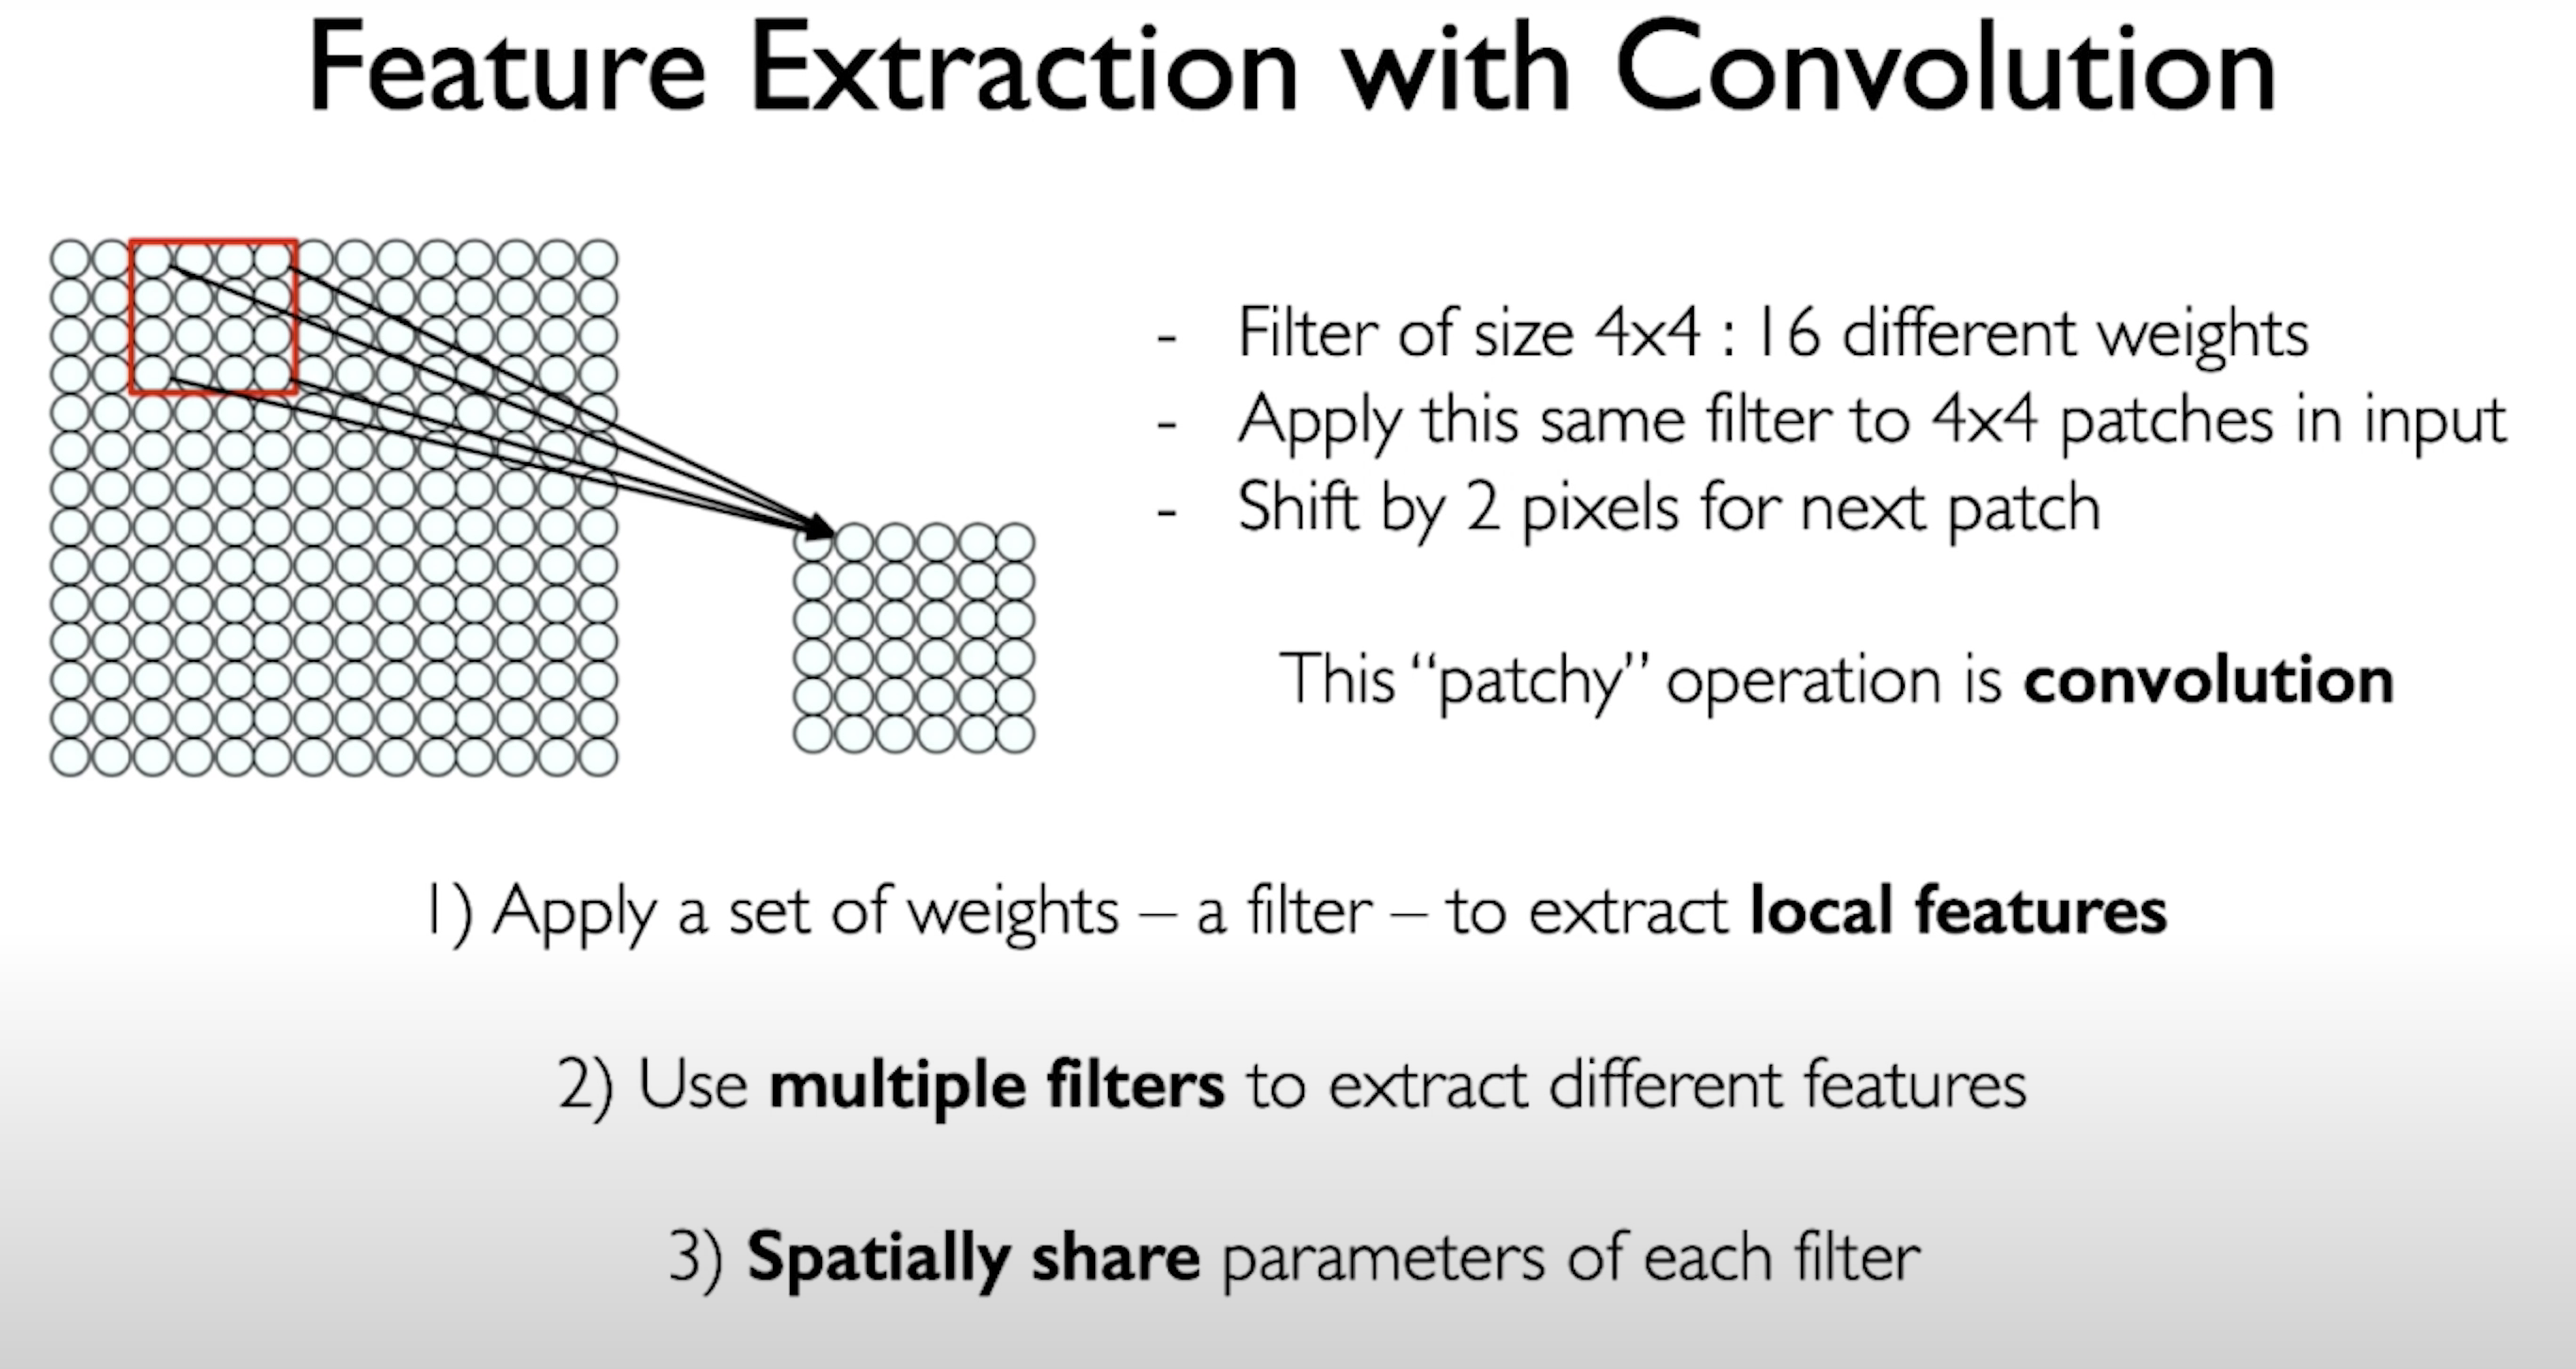 Feature Extraction with Convolution
- Filter of size 4x4 : 16 different weights
- Apply this same filter to 4x4 patches in input
- Shift by 2 pixels for next patch
This “patchy” operation is convolution
1) Apply a set of weights – a filter – to extract local features
2) Use multiple filters to extract different features
3) Spatially share parameters of each filter